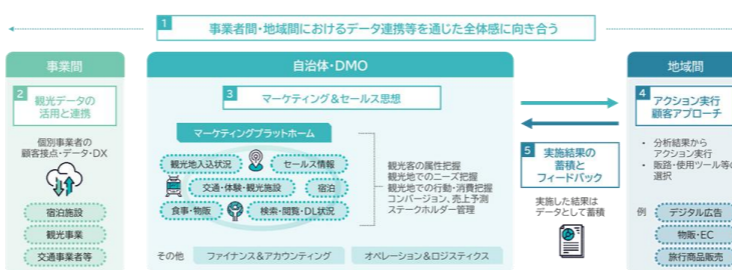 1 事業者間・地域間におけるデータ連携等を通じた全体感に向き合う
事業間
2 観光データの
活用と連携
個別事業者の
顧客接点・データ・DX
宿泊施設
観光事業
交通事業者等
自治体・DMO
3 マーケティング&セールス思想
マーケティングプラットホーム
観光地入込状況
セールス情報
交通・体験・観光施設
宿泊
食事・物販
検索・閲覧・DL状況
観光客の属性把握
観光地でのニーズ把握
観光地での行動・消費把握
コンバージョン、売上予測
ステークホルダー管理
その他
ファイナンス&アカウンティング
オペレーション&ロジスティクス
5 実施結果の
蓄積と
フィードバック
実施した結果は
データとして蓄積
地域間
4 アクション実行
顧客アプローチ
・ 分析結果から
アクション実行
・ 販路・使用ツール等の
選択
例
デジタル広告
物販・EC
旅行商品販売